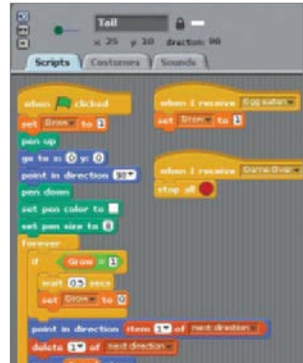 Tail
x: 25 y: 10 direction: 90
Scripts Costumes Sounds
when clicked
set Grow to 1
pen up
go to x: 0 y: 0
point in direction 90
pen down
set pen color to
set pen size to 8
forever
if Grow = 1
wait 0.5 secs
set Grow to 0
point in direction item 1 of next direction
delete 1 of next direction
when I receive Egg eaten
set Grow to 1
when I receive Game Over
stop all